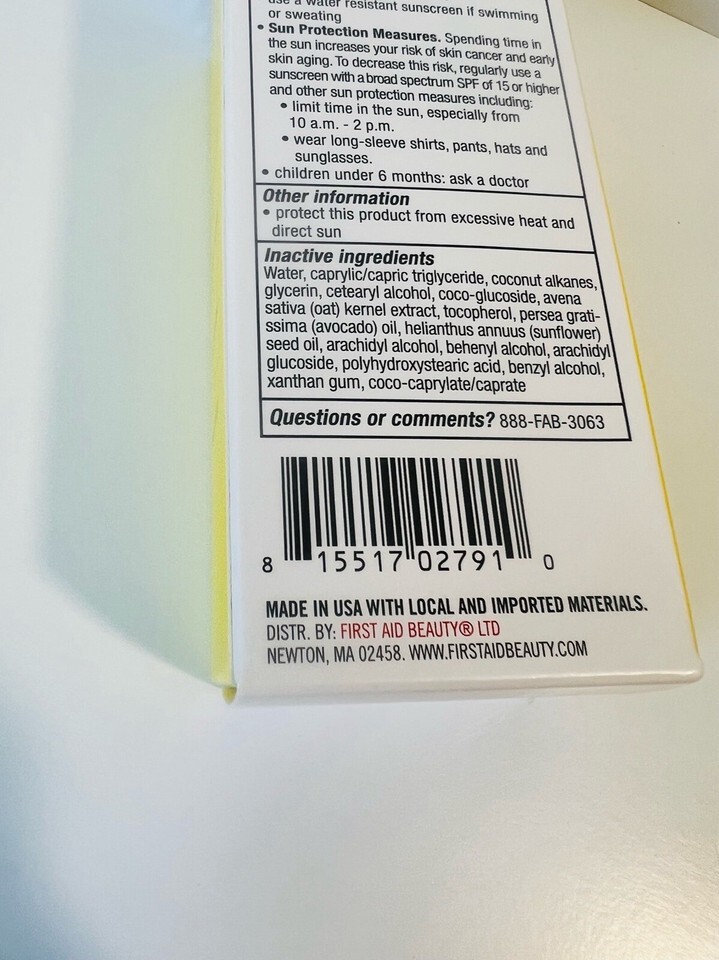 use a water resistant sunscreen if swimming
or sweating
• Sun Protection Measures. Spending time in
the sun increases your risk of skin cancer and early
skin aging. To decrease this risk, regularly use a
sunscreen with a broad spectrum SPF of 15 or higher
and other sun protection measures including:
• limit time in the sun, especially from
10 a.m. - 2 p.m.
• wear long-sleeve shirts, pants, hats and
sunglasses.
• children under 6 months: ask a doctor
Other information
• protect this product from excessive heat and
direct sun
Inactive ingredients
Water, caprylic/capric triglyceride, coconut alkanes,
glycerin, cetearyl alcohol, coco-glucoside, avena
sativa (oat) kernel extract, tocopherol, persea grati-
ssima (avocado) oil, helianthus annuus (sunflower)
seed oil, arachidyl alcohol, behenyl alcohol, arachidyl
glucoside, polyhydroxystearic acid, benzyl alcohol,
xanthan gum, coco-caprylate/caprate
Questions or comments? 888-FAB-3063
8 15517 02791 0
MADE IN USA WITH LOCAL AND IMPORTED MATERIALS.
DISTR. BY: FIRST AID BEAUTY® LTD
NEWTON, MA 02458. WWW.FIRSTAIDBEAUTY.COM